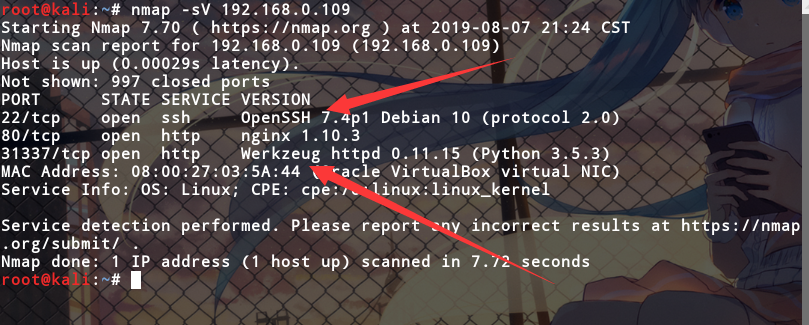 root@kali:~# nmap -sV 192.168.0.109
Starting Nmap 7.70 ( https://nmap.org ) at 2019-08-07 21:24 CST
Nmap scan report for 192.168.0.109 (192.168.0.109)
Host is up (0.00029s latency).
Not shown: 997 closed ports
PORT      STATE SERVICE VERSION
22/tcp    open  ssh     OpenSSH 7.4p1 Debian 10 (protocol 2.0)
80/tcp    open  http    nginx 1.10.3
31337/tcp open  http    Werkzeug httpd 0.11.15 (Python 3.5.3)
MAC Address: 08:00:27:03:5A:44 (Oracle VirtualBox virtual NIC)
Service Info: OS: Linux; CPE: cpe:/o:linux:linux_kernel
Service detection performed. Please report any incorrect results at https://nmap
.org/submit/ .
Nmap done: 1 IP address (1 host up) scanned in 7.72 seconds
root@kali:~#